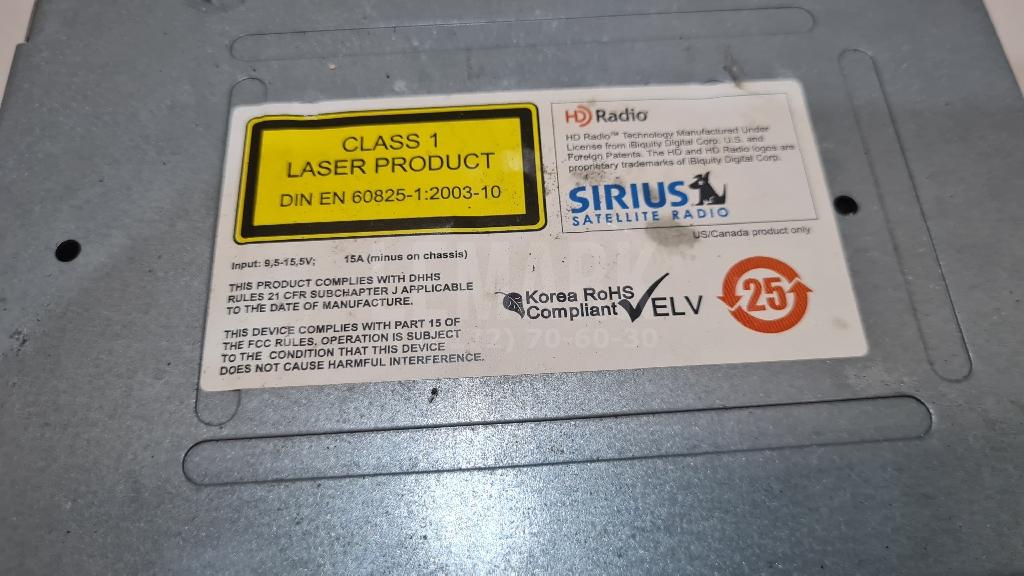 CLASS 1
LASER PRODUCT
DIN EN 60825-1:2003-10
HD Radio
HD Radio™ Technology Manufactured Under
License from iBiquity Digital Corp. U.S. and
Foreign Patents. The HD and HD Radio logos are
proprietary trademarks of iBiquity Digital Corp.
SIRIUS
SATELLITE RADIO
US/Canada product only
Input: 9,5-15,5V; 15A (minus on chassis)
THIS PRODUCT COMPLIES WITH DHHS
RULES 21 CFR SUBCHAPTER J APPLICABLE
TO THE DATE OF MANUFACTURE.
THIS DEVICE COMPLIES WITH PART 15 OF
THE FCC RULES. OPERATION IS SUBJECT
TO THE CONDITION THAT THIS DEVICE
DOES NOT CAUSE HARMFUL INTERFERENCE.
Korea RoHS
Compliant
ELV
25
70-60-30